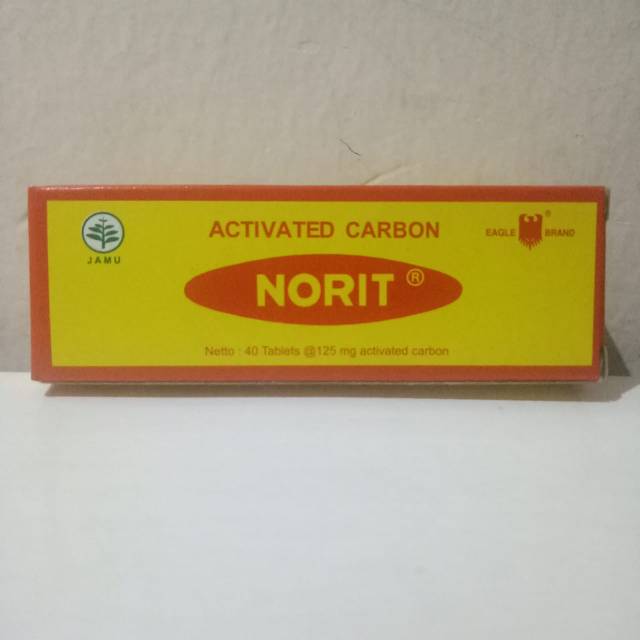 ACTIVATED CARBON
JAMU
EAGLE ® BRAND
NORIT ®
Netto : 40 Tablets @125 mg activated carbon